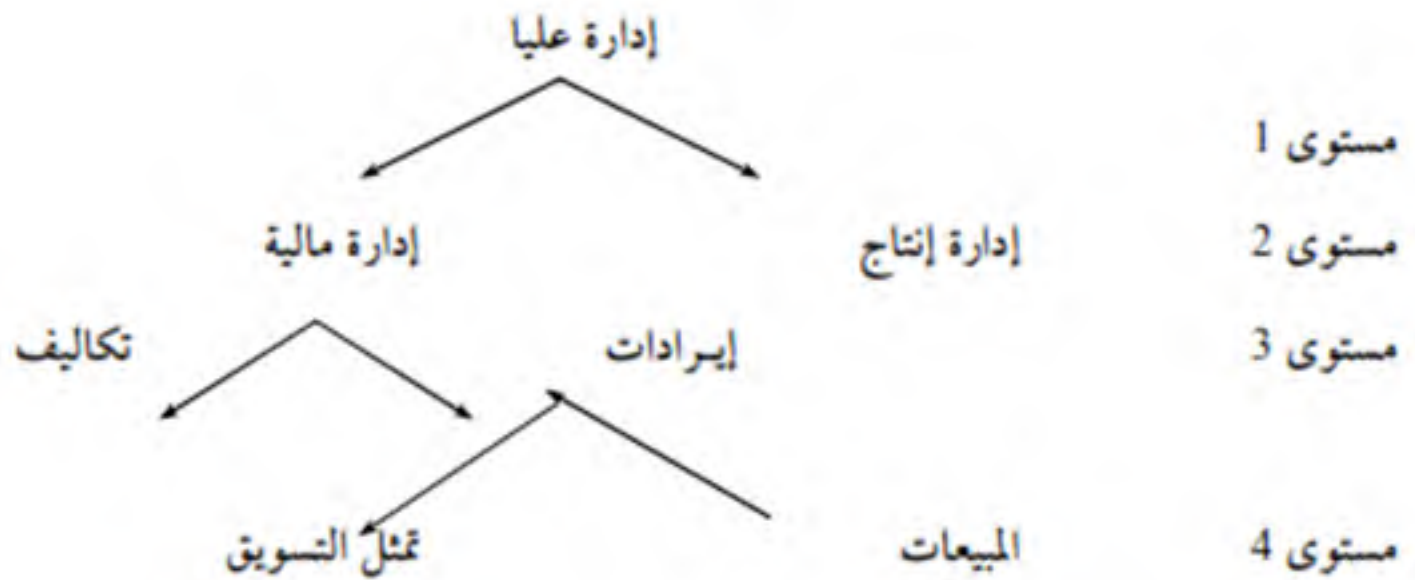 إدارة عليا
مستوى 1
مستوى 2 إدارة إنتاج إدارة مالية
مستوى 3 إيرادات تكاليف
مستوى 4 المبيعات تمثل التسويق